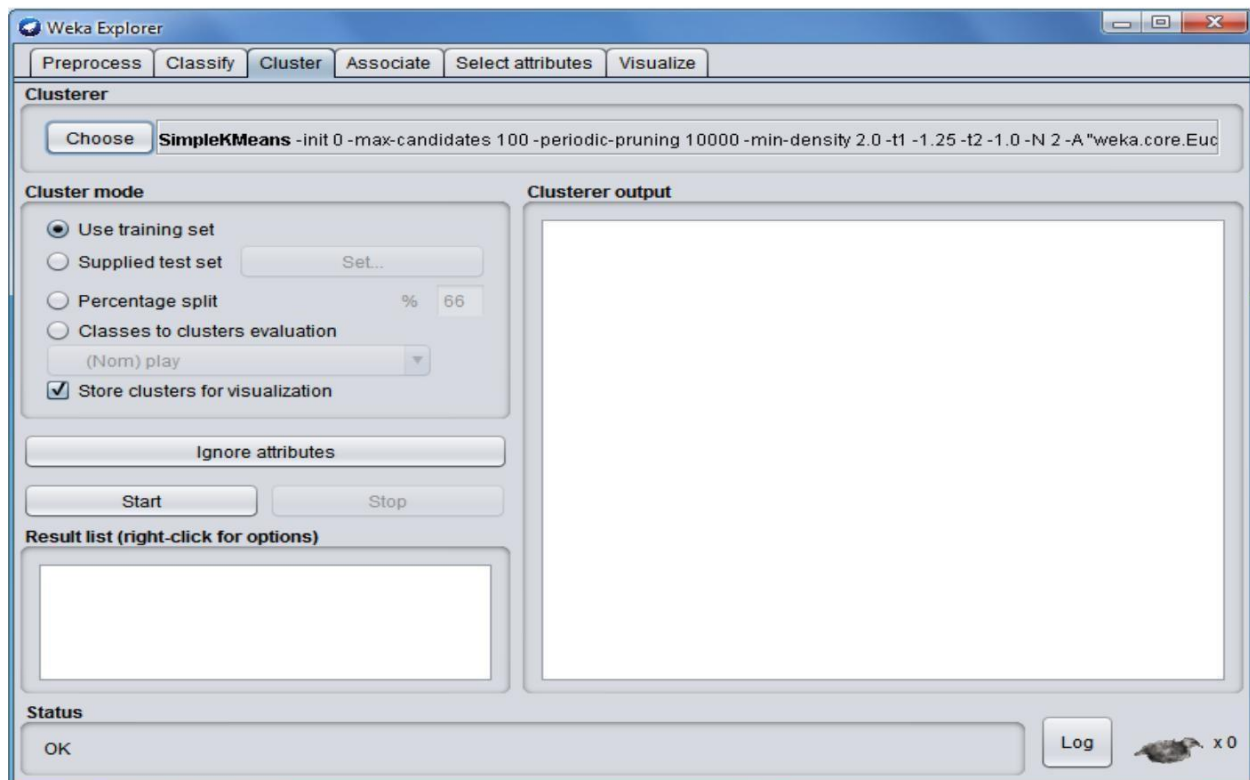 Weka Explorer
Preprocess Classify Cluster Associate Select attributes Visualize
Clusterer
Choose SimpleKMeans -init 0 -max-candidates 100 -periodic-pruning 10000 -min-density 2.0 -t1 -1.25 -t2 -1.0 -N 2 -A "weka.core.Euc
Cluster mode
Use training set
Supplied test set Set...
Percentage split % 66
Classes to clusters evaluation
(Nom) play
Store clusters for visualization
Ignore attributes
Start Stop
Result list (right-click for options)
Clusterer output
Status
OK
Log x 0